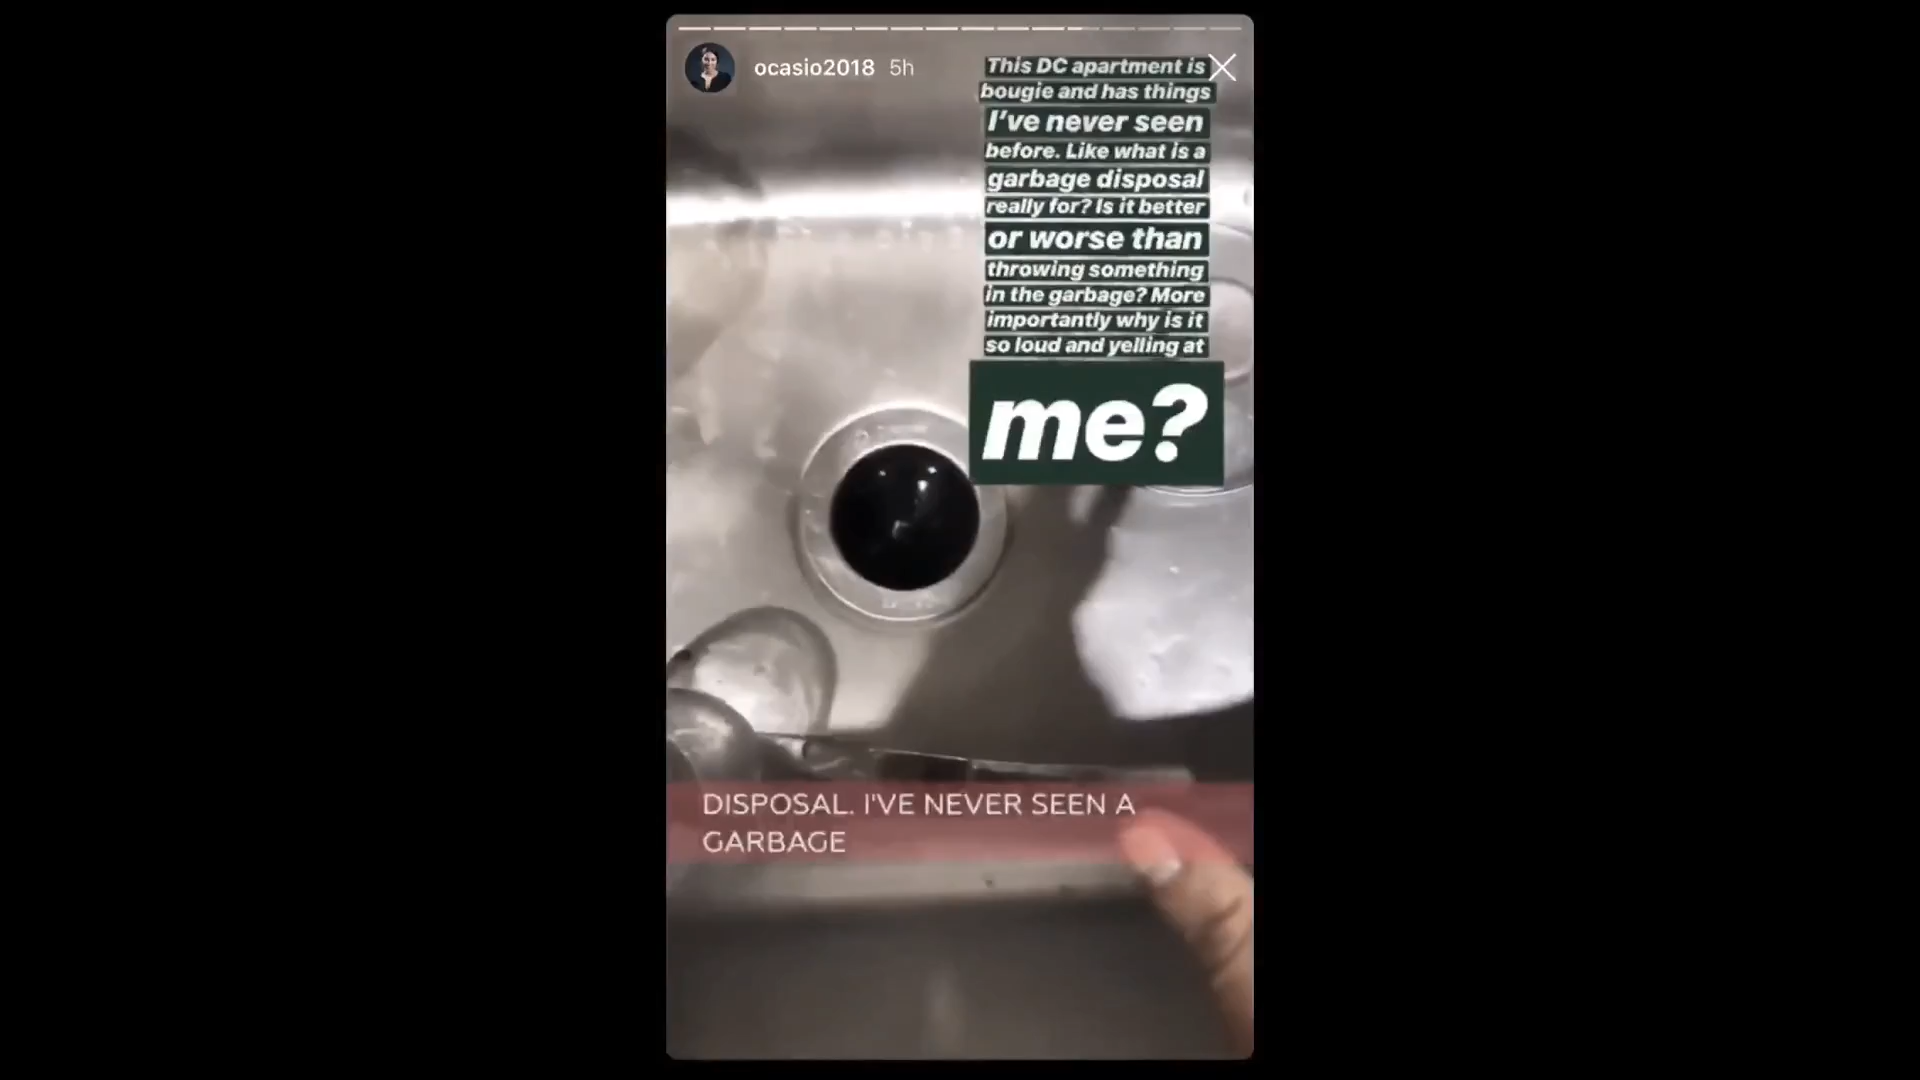 ocasio2018 5h
This DC apartment is
bougie and has things
I've never seen
before. Like what is a
garbage disposal
really for? Is it better
or worse than
throwing something
in the garbage? More
importantly why is it
so loud and yelling at
me?
DISPOSAL. I'VE NEVER SEEN A
GARBAGE